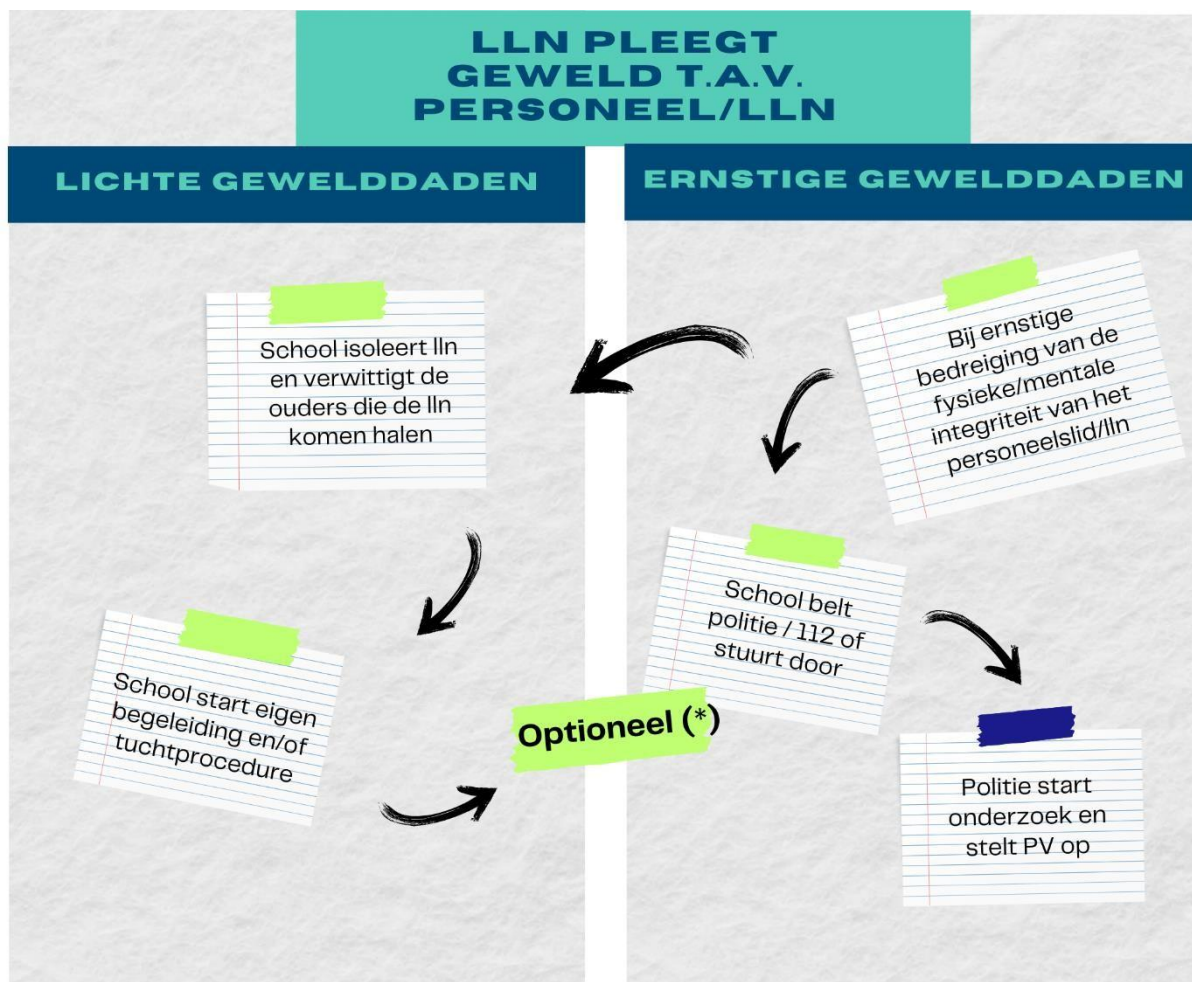 LLN PLEEGT
GEWELD T.A.V.
PERSONEEL/LLN
LICHTE GEWELDDADEN
School isoleert lln
en verwittigt de
ouders die de lln
komen halen
School start eigen
begeleiding en/of
tuchtprocedure
Optioneel (*)
ERNSTIGE GEWELDDADEN
Bij ernstige
bedreiging van de
fysieke/mentale
integriteit van het
personeelslid/lln
School belt
politie / 112 of
stuurt door
Politie start
onderzoek en
stelt PV op